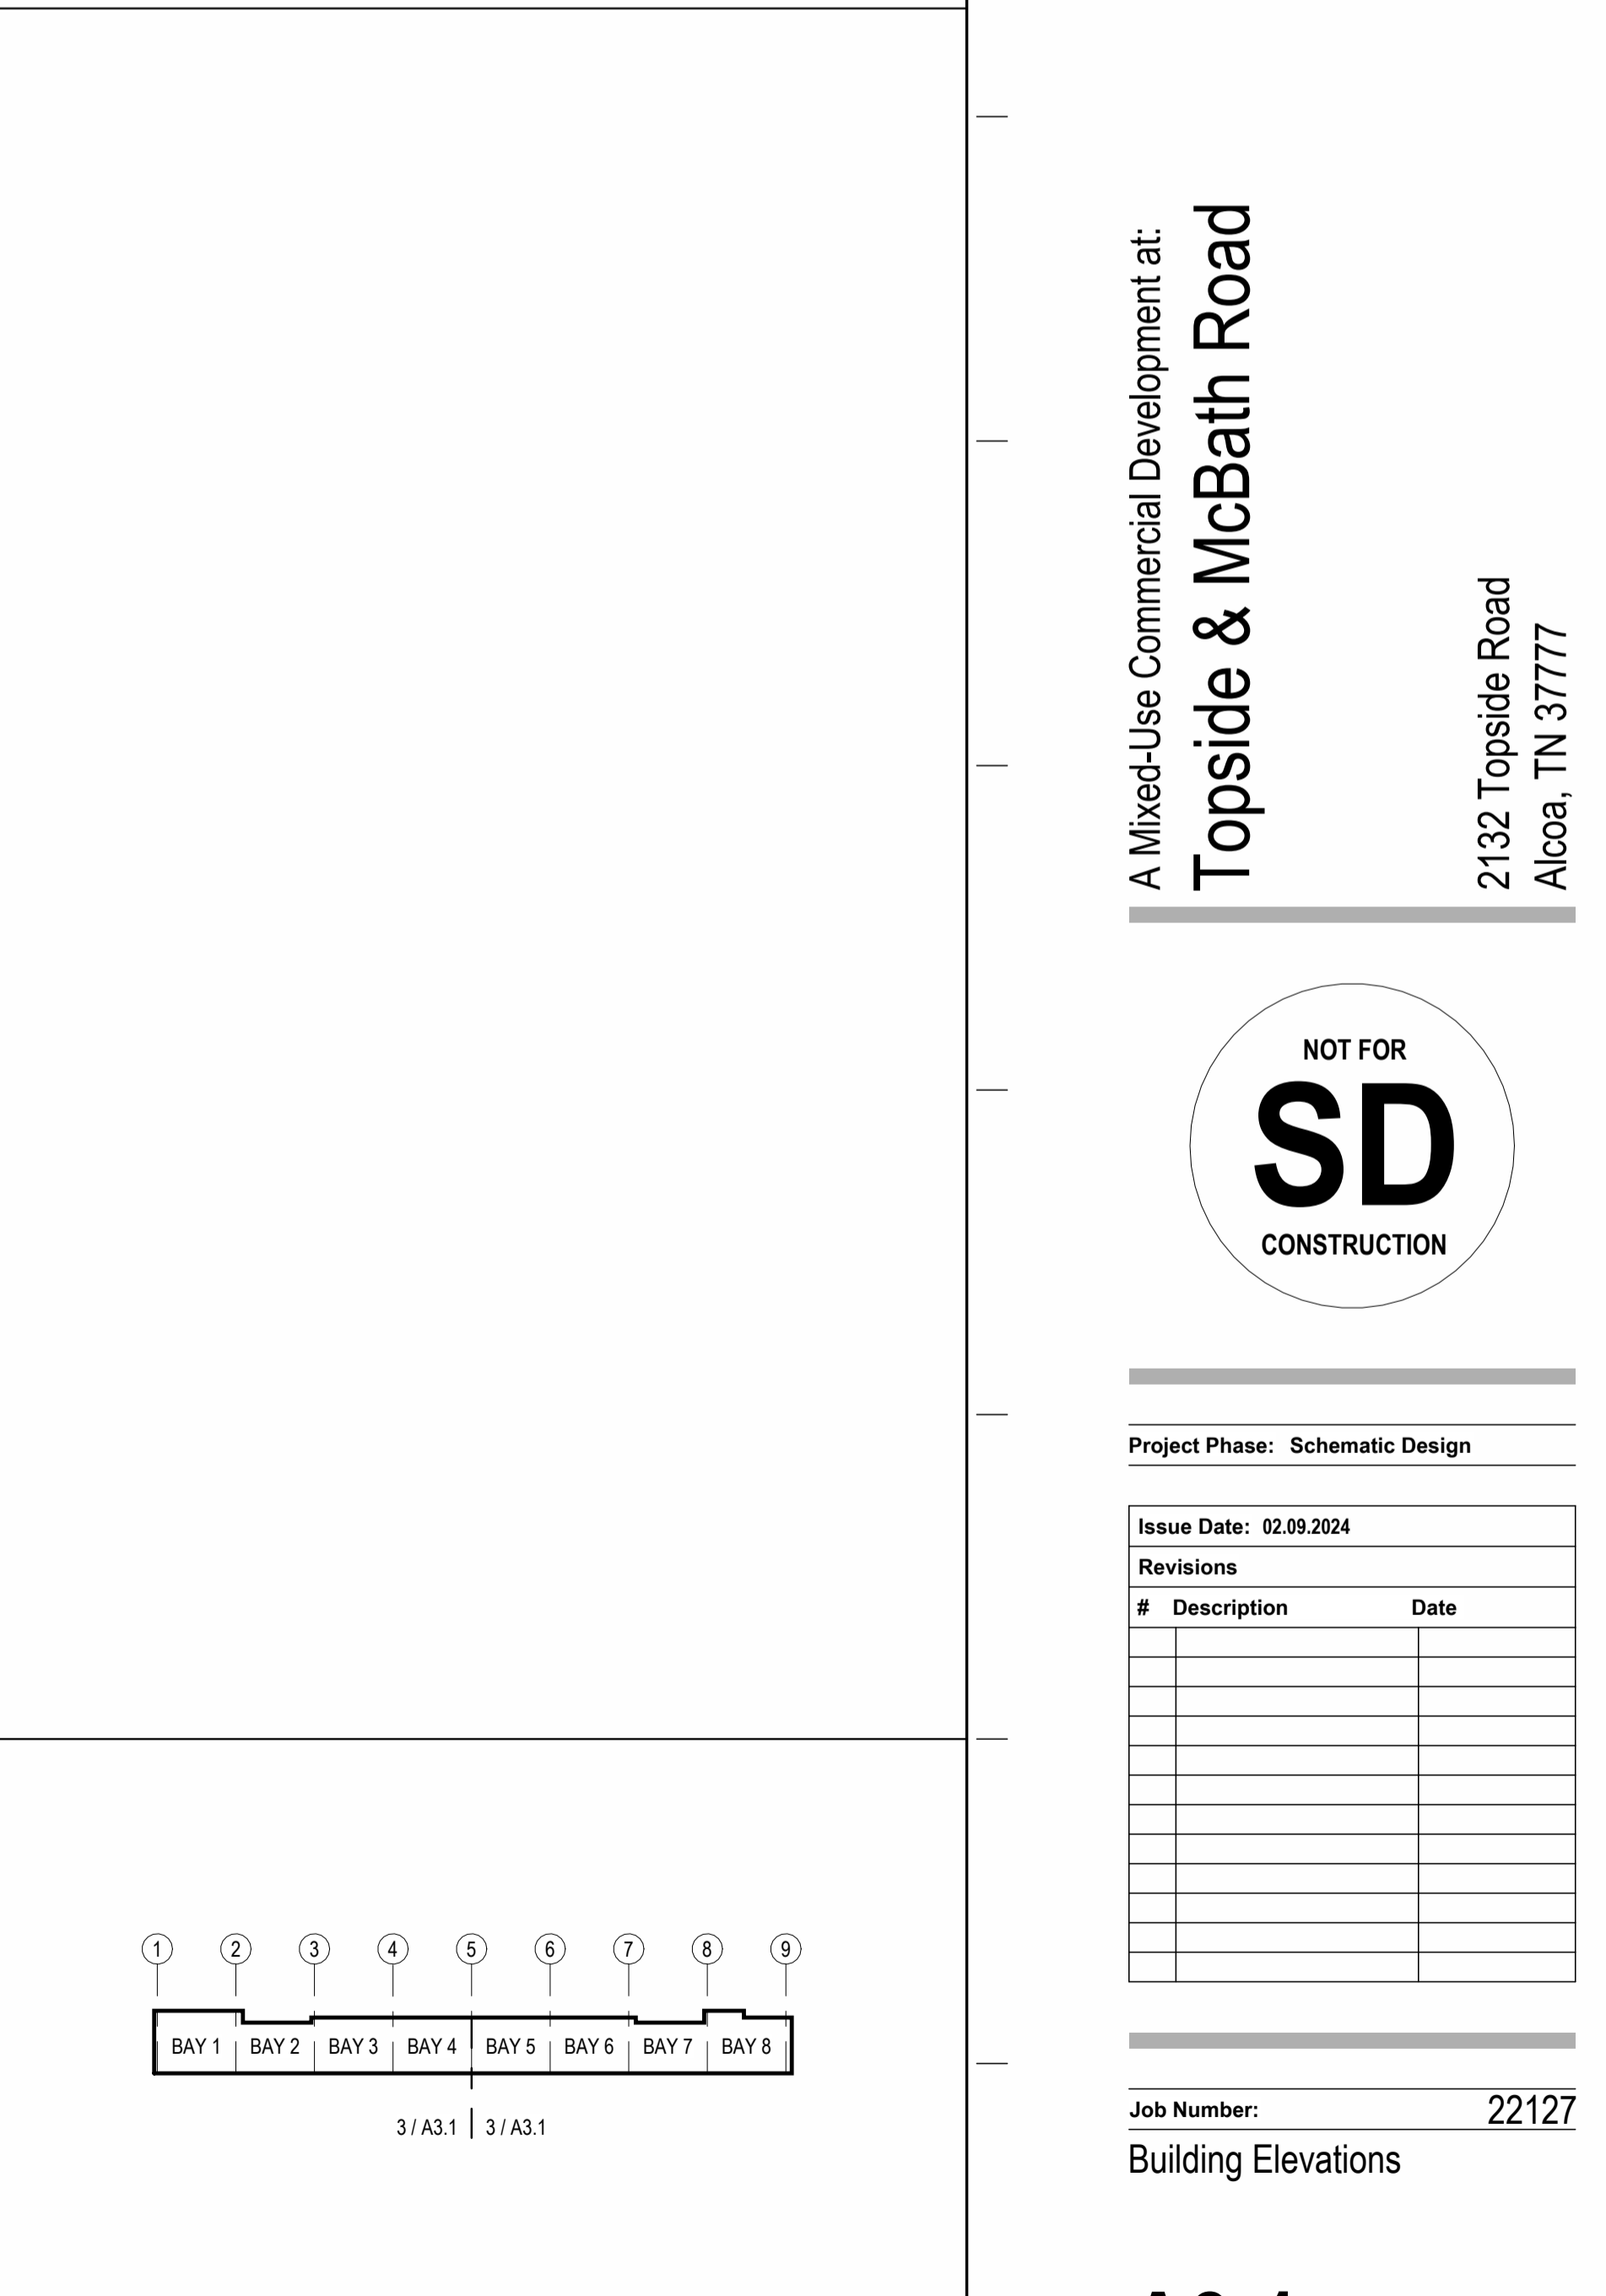 A Mixed-Use Commercial Development at:
Topside & McBath Road
2132 Topside Road
Alcoa, TN 37777
NOT FOR
SD
CONSTRUCTION
Project Phase: Schematic Design
Issue Date: 02.09.2024
Revisions
# Description Date
1 2 3 4 5 6 7 8 9
BAY 1 BAY 2 BAY 3 BAY 4 BAY 5 BAY 6 BAY 7 BAY 8
3 / A3.1 3 / A3.1
Job Number: 22127
Building Elevations